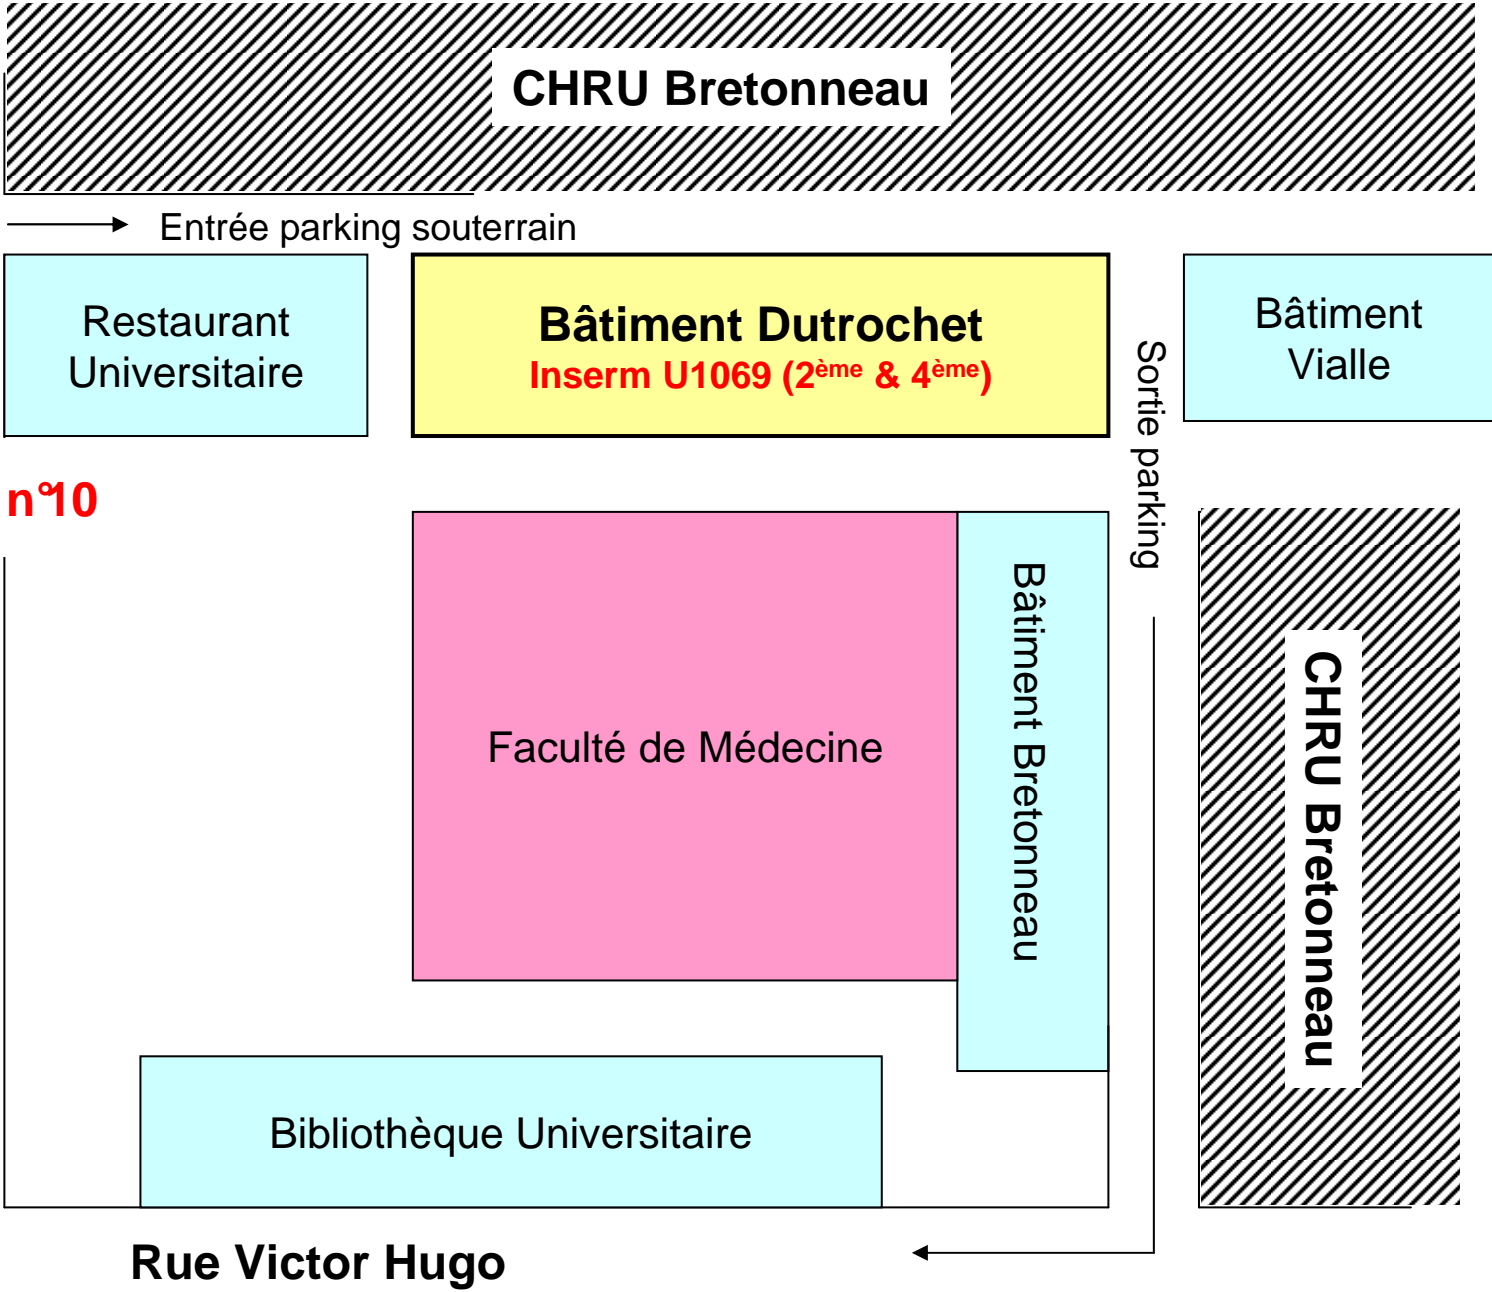 CHRU Bretonneau
Entrée parking souterrain
Restaurant
Universitaire
Bâtiment Dutrochet
Inserm U1069 (2ème & 4ème)
Sortie parking
Bâtiment
Vialle
n°10
Faculté de Médecine
Bâtiment Bretonneau
CHRU Bretonneau
Bibliothèque Universitaire
Rue Victor Hugo